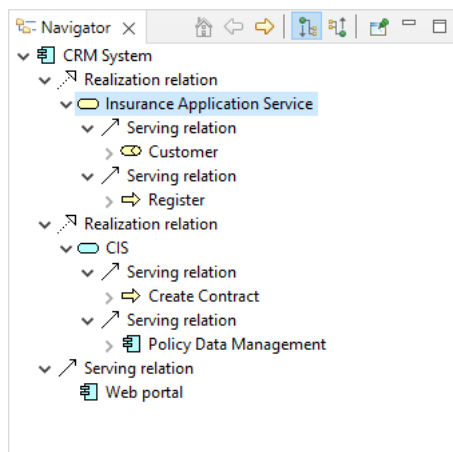 Navigator
CRM System
Realization relation
Insurance Application Service
Serving relation
Customer
Serving relation
Register
Realization relation
CIS
Serving relation
Create Contract
Serving relation
Policy Data Management
Serving relation
Web portal